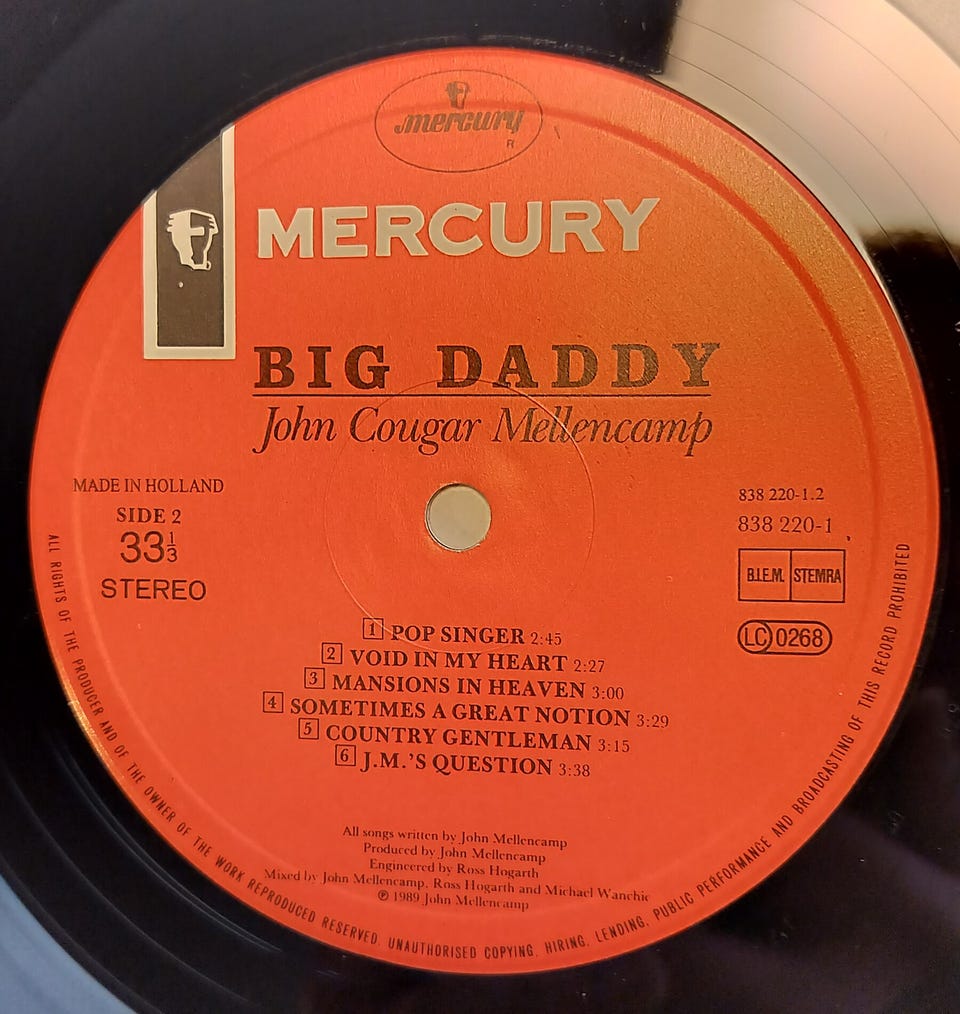 mercury
R
MERCURY
BIG DADDY
John Cougar Mellencamp
MADE IN HOLLAND
SIDE 2
33 1/3
STEREO
838 220-1.2
838 220-1
B.I.E.M. STEMRA
LC 0268
1 POP SINGER 2:45
2 VOID IN MY HEART 2:27
3 MANSIONS IN HEAVEN 3:00
4 SOMETIMES A GREAT NOTION 3:29
5 COUNTRY GENTLEMAN 3:15
6 J.M.'S QUESTION 3:38
All songs written by John Mellencamp
Produced by John Mellencamp
Engineered by Ross Hogarth
Mixed by John Mellencamp, Ross Hogarth and Michael Wanchic
℗ 1989 John Mellencamp
ALL RIGHTS OF THE PRODUCER AND OF THE OWNER OF THE WORK REPRODUCED RESERVED. UNAUTHORISED COPYING, HIRING, LENDING, PUBLIC PERFORMANCE AND BROADCASTING OF THIS RECORD PROHIBITED